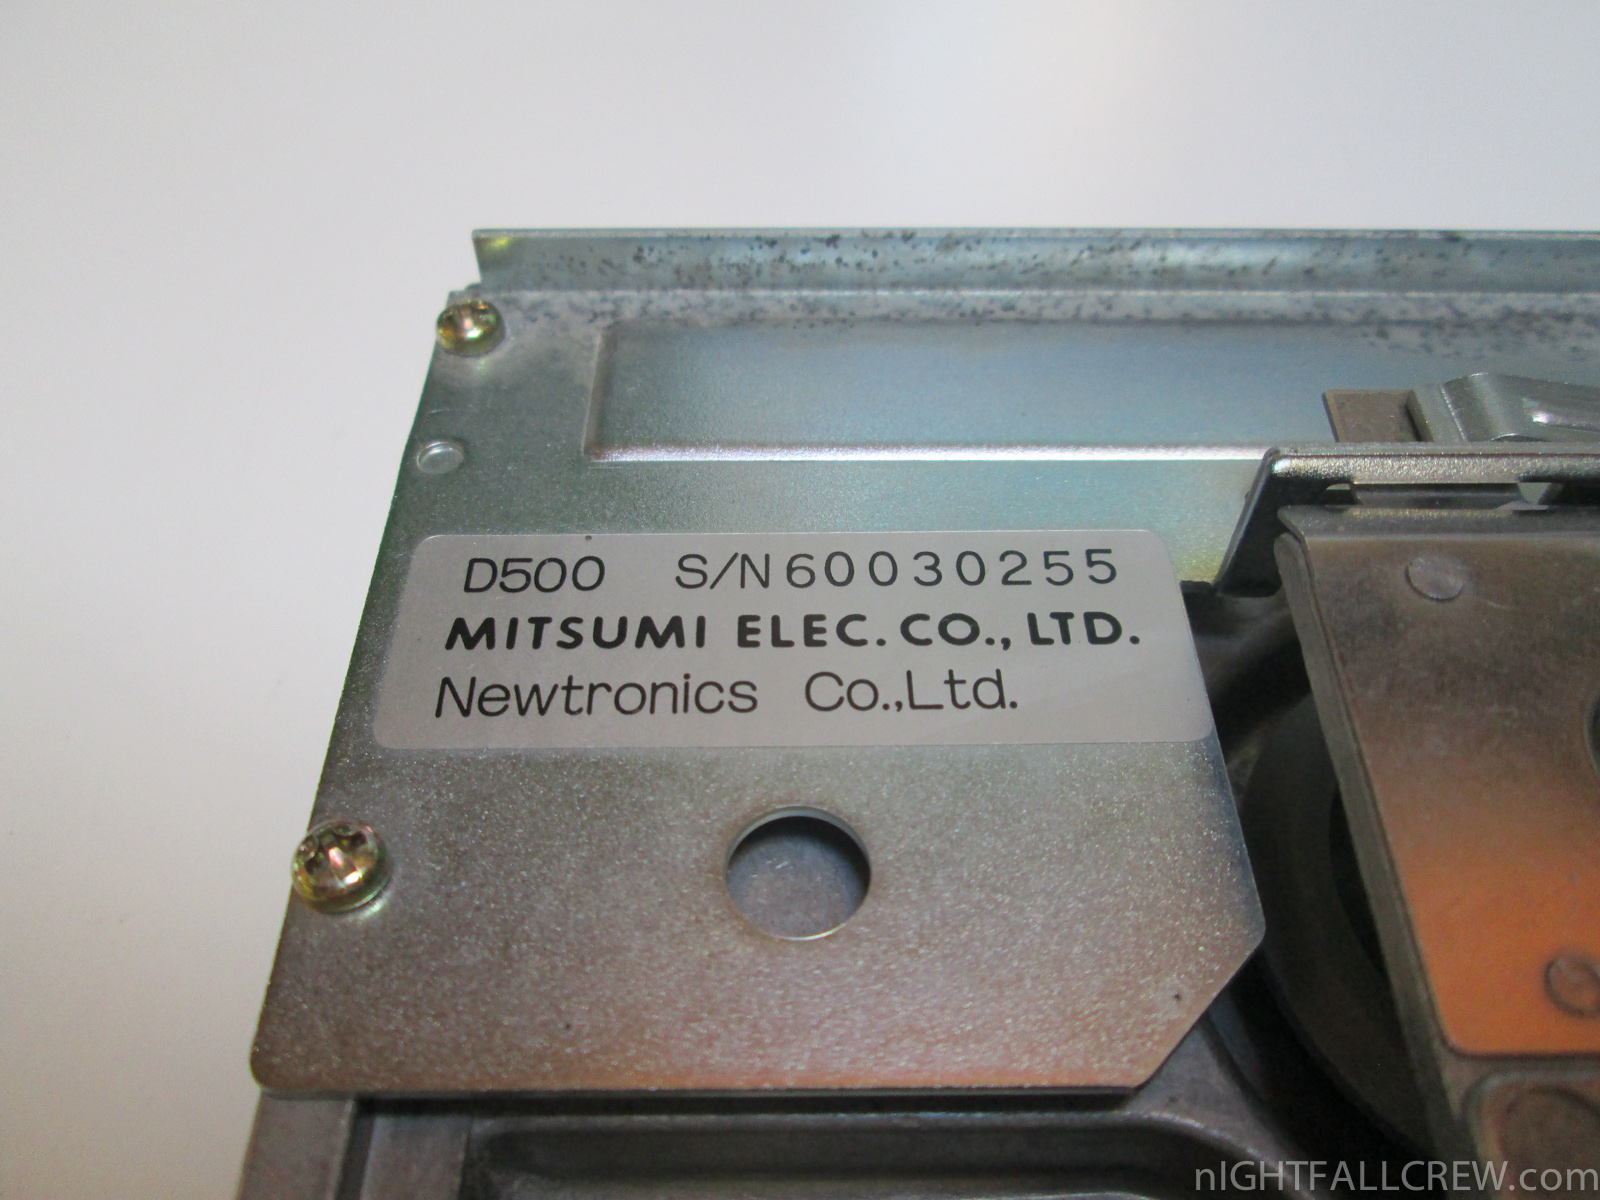 D500 S/N60030255
MITSUMI ELEC.CO.,LTD.
Newtronics Co.,Ltd.
nIGHTFALLCREW.com